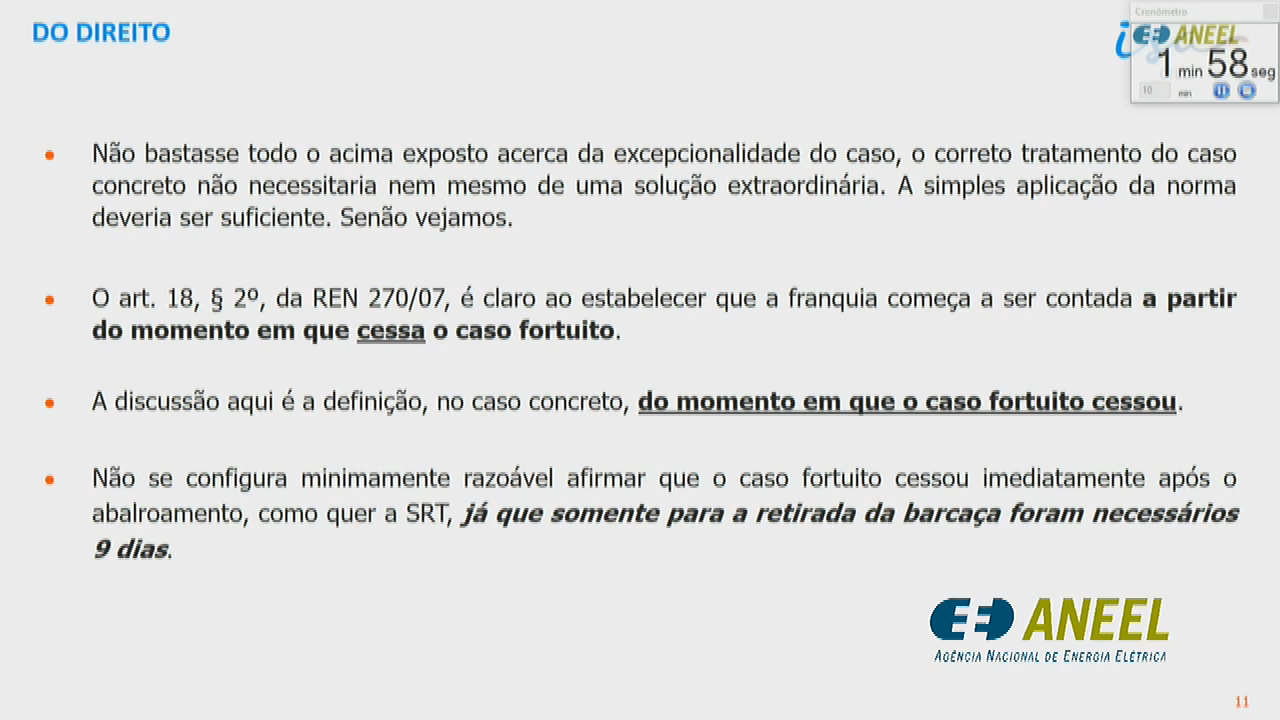 DO DIREITO
Cronômetro
ANEEL
1 min 58 seg
10 min
Não bastasse todo o acima exposto acerca da excepcionalidade do caso, o correto tratamento do caso
concreto não necessitaria nem mesmo de uma solução extraordinária. A simples aplicação da norma
deveria ser suficiente. Senão vejamos.
O art. 18, § 2º, da REN 270/07, é claro ao estabelecer que a franquia começa a ser contada a partir
do momento em que cessa o caso fortuito.
A discussão aqui é a definição, no caso concreto, do momento em que o caso fortuito cessou.
Não se configura minimamente razoável afirmar que o caso fortuito cessou imediatamente após o
abalroamento, como quer a SRT, já que somente para a retirada da barcaça foram necessários
9 dias.
ANEEL
AGÊNCIA NACIONAL DE ENERGIA ELÉTRICA
11